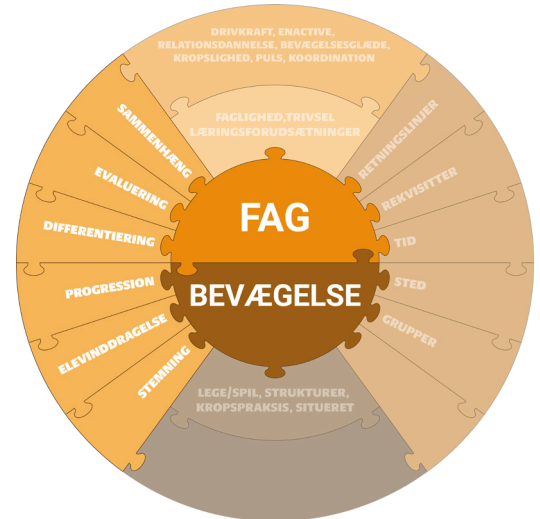 DRIVKRAFT, ENACTIVE,
RELATIONSDANNELSE, BEVÆGELSESGLÆDE,
KROPSLIGHED, PULS, KOORDINATION
FAGLIGHED,TRIVSEL
LÆRINGSFORUDSÆTNINGER
SAMMENHÆNG
EVALUERING
DIFFERENTIERING
PROGRESSION
ELEVINDDRAGELSE
STEMNING
FAG
BEVÆGELSE
RETNINGSLINJER
REKVISITTER
TID
STED
GRUPPER
LEGE/SPIL, STRUKTURER,
KROPSPRAKSIS, SITUERET